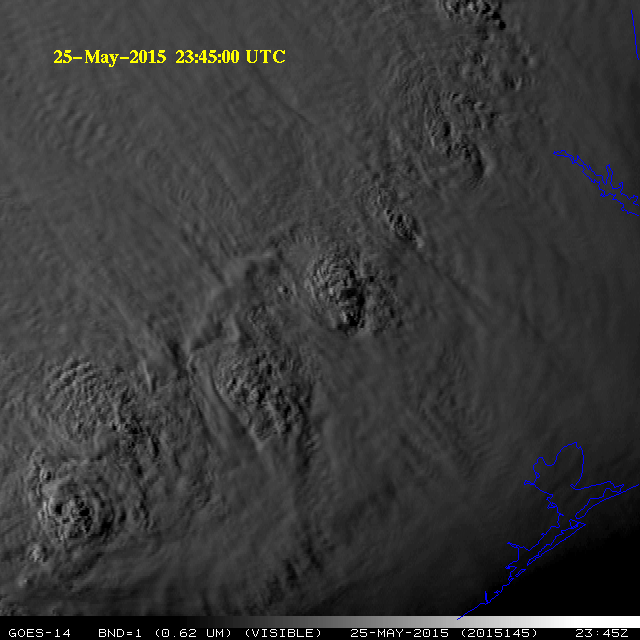 25-May-2015 23:45:00 UTC
GOES-14 BND=1 (0.62 UM) (VISIBLE) 25-MAY-2015 (2015145) 23:45Z